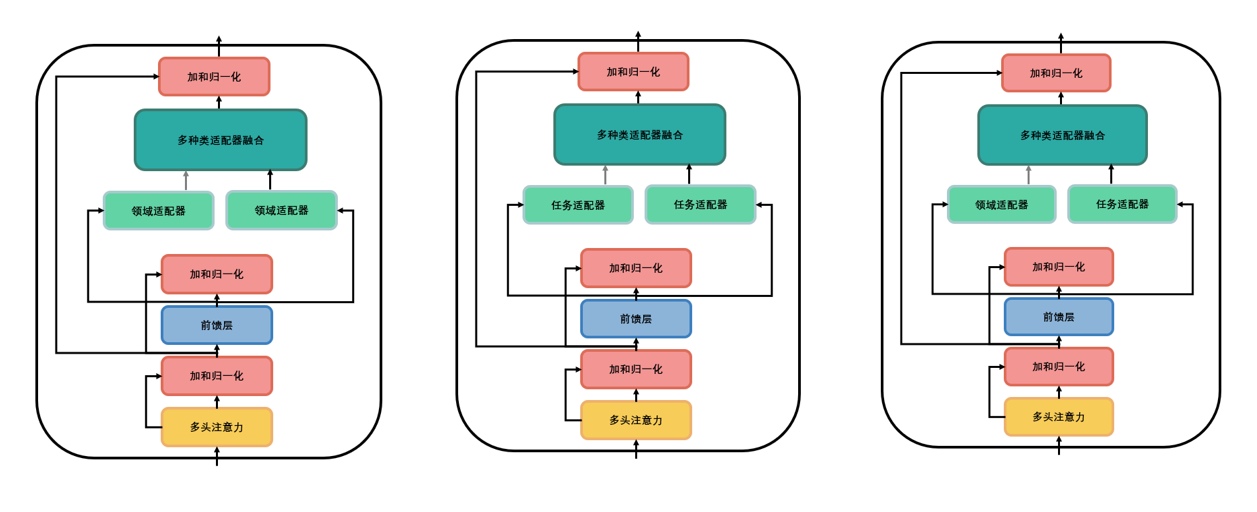 加和归一化
多种类适配器融合
领域适配器
领域适配器
加和归一化
前馈层
加和归一化
多头注意力
加和归一化
多种类适配器融合
任务适配器
任务适配器
加和归一化
前馈层
加和归一化
多头注意力
加和归一化
多种类适配器融合
领域适配器
任务适配器
加和归一化
前馈层
加和归一化
多头注意力